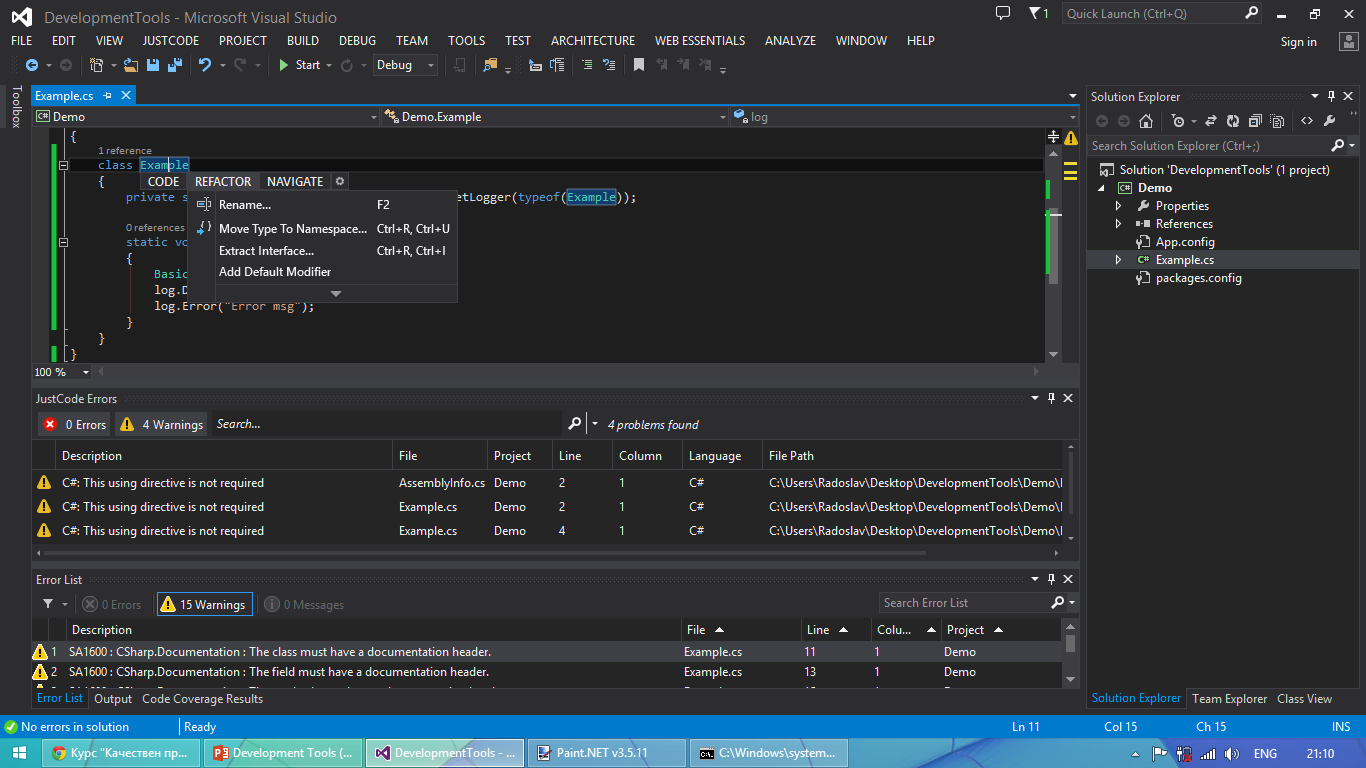 DevelopmentTools - Microsoft Visual Studio
1
Quick Launch (Ctrl+Q)
FILE EDIT VIEW JUSTCODE PROJECT BUILD DEBUG TEAM TOOLS TEST ARCHITECTURE WEB ESSENTIALS ANALYZE WINDOW HELP
Sign in
Start Debug
Toolbox
Example.cs
Demo Demo.Example log
{
1 reference
class Example
{
CODE REFACTOR NAVIGATE
private s etLogger(typeof(Example));
Rename... F2
Move Type To Namespace... Ctrl+R, Ctrl+U
Extract Interface... Ctrl+R, Ctrl+I
Add Default Modifier
0 references
static vo
{
Basic
log.D
log.Error("Error msg");
}
}
}
100 %
Solution Explorer
Search Solution Explorer (Ctrl+;)
Solution 'DevelopmentTools' (1 project)
Demo
Properties
References
App.config
Example.cs
packages.config
JustCode Errors
0 Errors 4 Warnings Search... 4 problems found
Description File Project Line Column Language File Path
C#: This using directive is not required AssemblyInfo.cs Demo 2 1 C# C:\Users\Radoslav\Desktop\DevelopmentTools\Demo\
C#: This using directive is not required Example.cs Demo 2 1 C# C:\Users\Radoslav\Desktop\DevelopmentTools\Demo\
C#: This using directive is not required Example.cs Demo 4 1 C# C:\Users\Radoslav\Desktop\DevelopmentTools\Demo\
Error List
0 Errors 15 Warnings 0 Messages Search Error List
Description File Line Colu... Project
1 SA1600 : CSharp.Documentation : The class must have a documentation header. Example.cs 11 1 Demo
2 SA1600 : CSharp.Documentation : The field must have a documentation header. Example.cs 13 1 Demo
Error List Output Code Coverage Results
Solution Explorer Team Explorer Class View
No errors in solution Ready Ln 11 Col 15 Ch 15 INS
Курс "Качествен пр... Development Tools (... DevelopmentTools - ... Paint.NET v3.5.11 C:\Windows\system... ENG 21:10